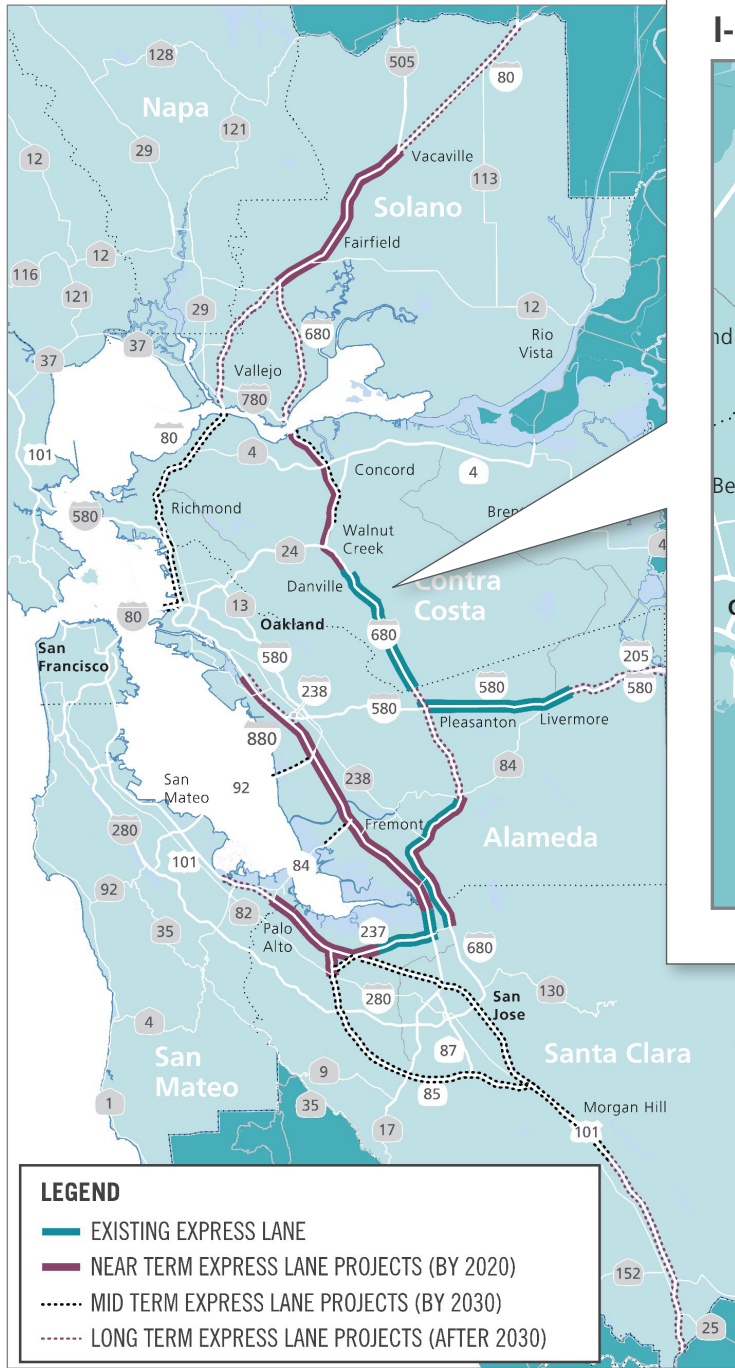 I-
128
505
80
Napa
121
29
12
Vacaville
113
Solano
Fairfield
12
116
121
29
12
680
Rio
Vista
37
37
Vallejo
780
80
101
4
Concord
4
580
Richmond
Walnut
Creek
24
Danville
Contra
Costa
13
80
Oakland
680
San
Francisco
580
205
238
580
580
580
Pleasanton
Livermore
880
San
Mateo
92
238
84
280
Fremont
Alameda
101
84
92
82
Palo
Alto
35
237
680
280
San
Jose
130
4
87
Santa Clara
San
Mateo
9
85
1
35
17
Morgan Hill
101
152
25
nd
Be
4
LEGEND
EXISTING EXPRESS LANE
NEAR TERM EXPRESS LANE PROJECTS (BY 2020)
MID TERM EXPRESS LANE PROJECTS (BY 2030)
LONG TERM EXPRESS LANE PROJECTS (AFTER 2030)